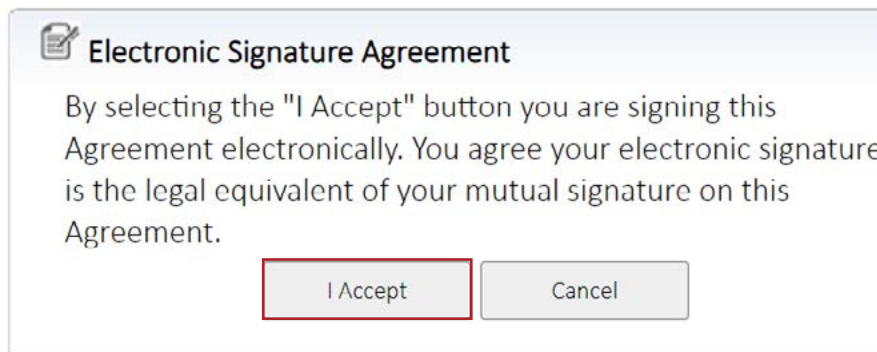 Electronic Signature Agreement
By selecting the "I Accept" button you are signing this
Agreement electronically. You agree your electronic signature
is the legal equivalent of your mutual signature on this
Agreement.
I Accept
Cancel